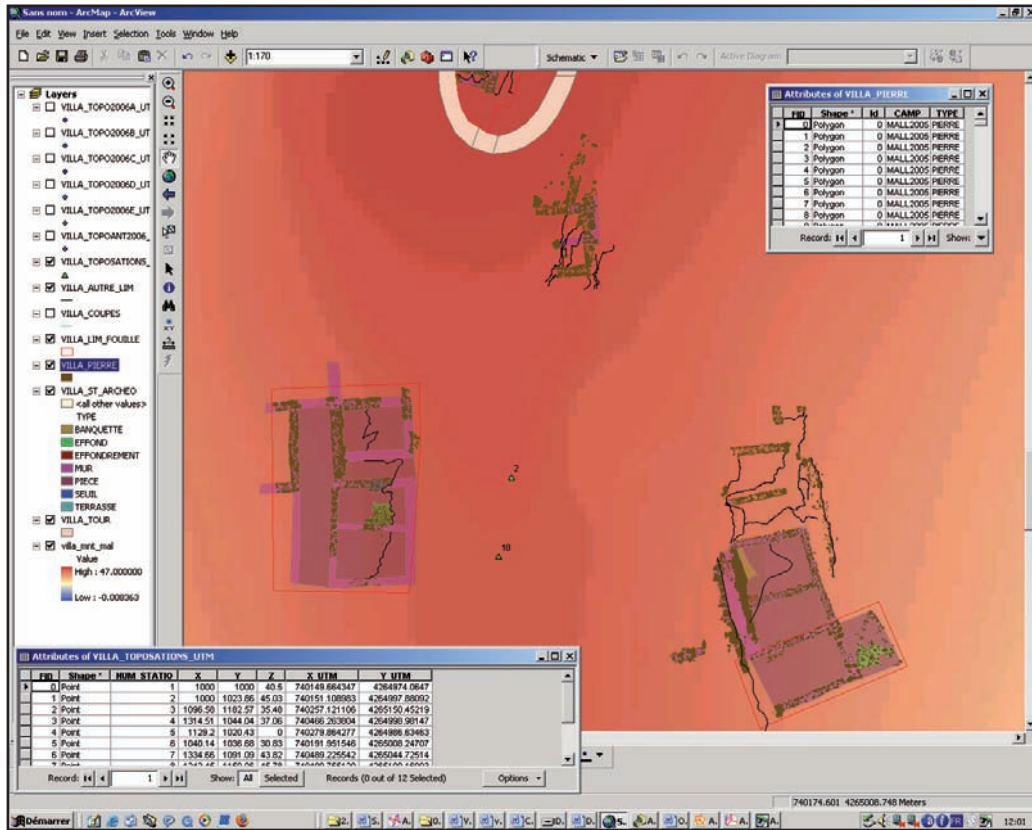 Sans nom - ArcMap - ArcView
File Edit View Insert Selection Tools Window Help
1:170
Schematic
Active Diagram
Layers
VILLA_TOPO2006A_UT
VILLA_TOPO2006B_UT
VILLA_TOPO2006C_UT
VILLA_TOPO2006D_UT
VILLA_TOPO2006E_UT
VILLA_TOPOANT2006_
VILLA_TOPOSATIONS_
VILLA_AUTRE_LIM
VILLA_COUPES
VILLA_LIM_FOUILLE
VILLA_PIERRE
VILLA_ST_ARCHEO
<all other values>
TYPE
BANQUETTE
EFFOND
EFFONDREMENT
MUR
PIECE
SEUIL
TERRASSE
VILLA_TOUR
villa_mnt_mal
Value
High : 47.000000
Low : -0.008363
Attributes of VILLA_PIERRE
FID Shape * Id CAMP TYPE
0 Polygon 0 MALL2005 PIERRE
1 Polygon 0 MALL2005 PIERRE
2 Polygon 0 MALL2005 PIERRE
3 Polygon 0 MALL2005 PIERRE
4 Polygon 0 MALL2005 PIERRE
5 Polygon 0 MALL2005 PIERRE
6 Polygon 0 MALL2005 PIERRE
7 Polygon 0 MALL2005 PIERRE
8 Polygon 0 MALL2005 PIERRE
Record: 1 Show:
2
18
Attributes of VILLA_TOPOSATIONS_UTM
FID Shape * NUM_STATIO X Y Z X_UTM Y_UTM
0 Point 1 1000 1000 40.5 740149.664347 4264974.0647
1 Point 2 1000 1023.86 45.03 740151.108983 4264997.88092
2 Point 3 1096.58 1182.57 35.48 740257.121106 4265150.45219
3 Point 4 1314.51 1044.04 37.06 740466.263804 4264998.98147
4 Point 5 1129.2 1020.43 0 740279.864277 4264986.63463
5 Point 6 1040.14 1036.68 30.83 740191.951546 4265008.24707
6 Point 7 1334.66 1091.09 43.82 740489.225542 4265044.72514
Record: 1 Show: All Selected Records (0 out of 12 Selected) Options
740174.601 4265008.748 Meters
Démarrer
FR
12:01